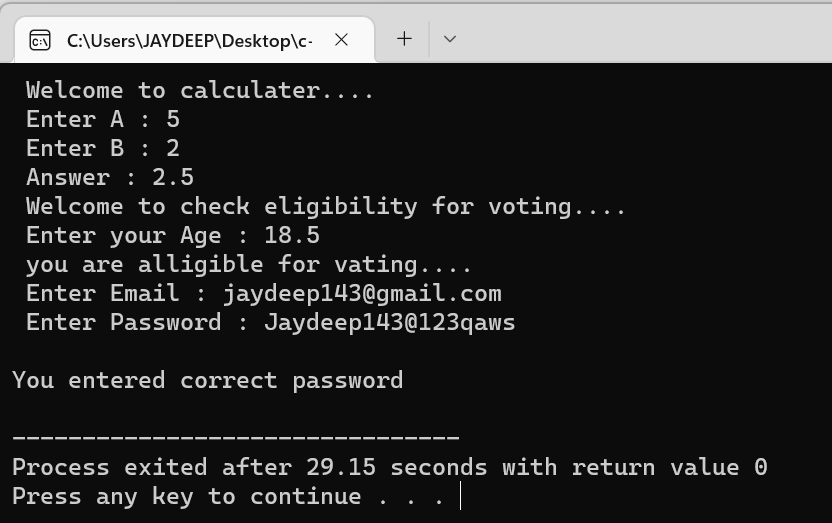 C:\Users\JAYDEEP\Desktop\c-
Welcome to calculater....
Enter A : 5
Enter B : 2
Answer : 2.5
Welcome to check eligibility for voting....
Enter your Age : 18.5
you are alligible for vating....
Enter Email : jaydeep143@gmail.com
Enter Password : Jaydeep143@123qaws
You entered correct password
--------------------------------
Process exited after 29.15 seconds with return value 0
Press any key to continue . . .